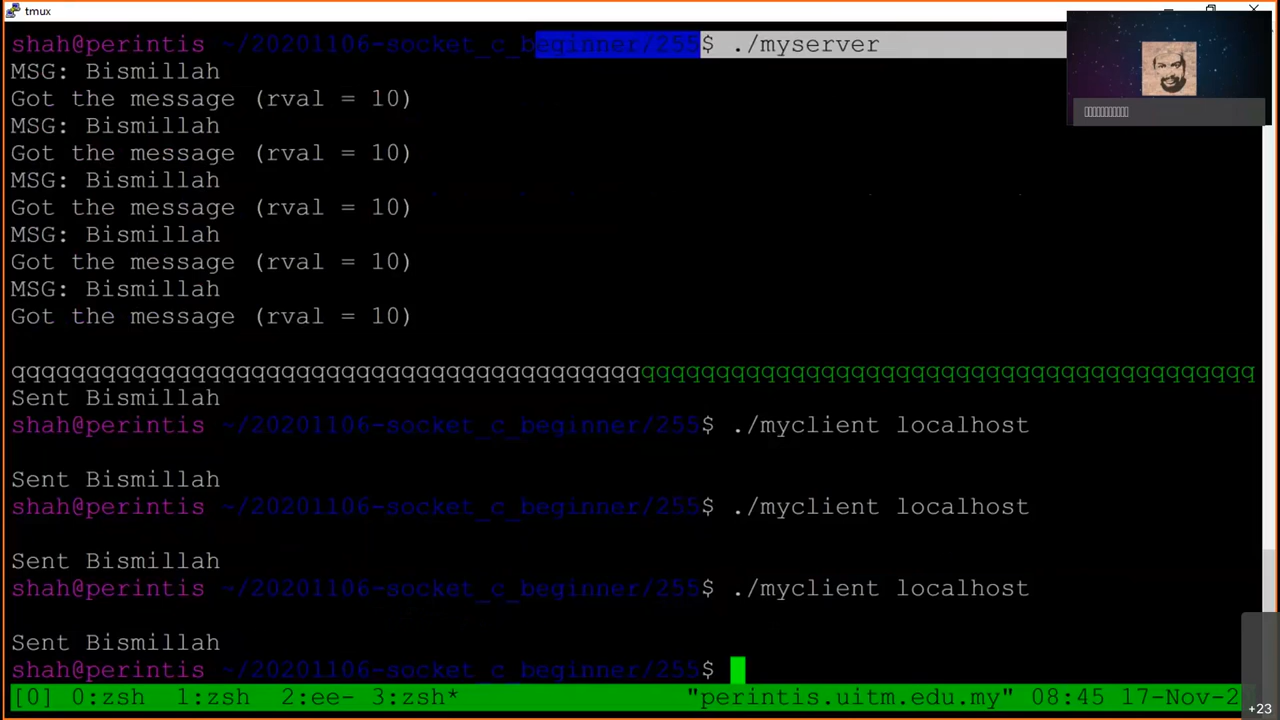 tmux
shah@perintis ~/20201106-socket_c_beginner/255$ ./myserver
MSG: Bismillah
Got the message (rval = 10)
MSG: Bismillah
Got the message (rval = 10)
MSG: Bismillah
Got the message (rval = 10)
MSG: Bismillah
Got the message (rval = 10)
MSG: Bismillah
Got the message (rval = 10)
qqqqqqqqqqqqqqqqqqqqqqqqqqqqqqqqqqqqqqqqqqqqqqqqqqqqqqqqqqqqqqqqqqqqqqqqqqqqqqqqqqqq
Sent Bismillah
shah@perintis ~/20201106-socket_c_beginner/255$ ./myclient localhost
Sent Bismillah
shah@perintis ~/20201106-socket_c_beginner/255$ ./myclient localhost
Sent Bismillah
shah@perintis ~/20201106-socket_c_beginner/255$ ./myclient localhost
Sent Bismillah
shah@perintis ~/20201106-socket_c_beginner/255$
[0] 0:zsh 1:zsh 2:ee- 3:zsh* "perintis.uitm.edu.my" 08:45 17-Nov-2
+23